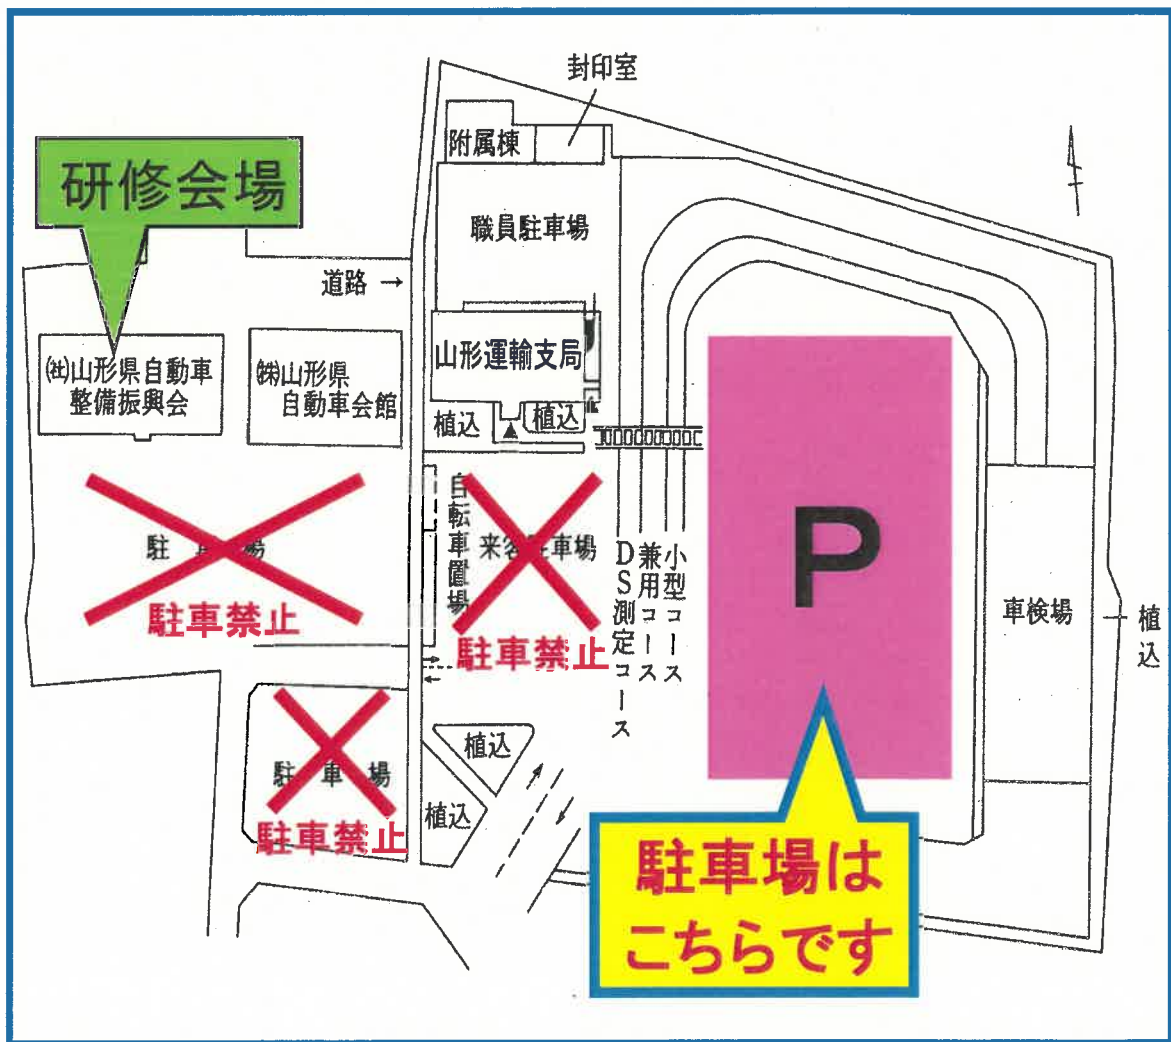 封印室
附属棟
研修会場
職員駐車場
道路→
山形運輸支局
(社)山形県自動車
整備振興会
(株)山形県
自動車会館
植込
植込
自転車置場
駐車場
駐車禁止
来客駐車場
駐車禁止
DS測定コース
兼用コース
小型コース
P
車検場
植込
駐車場
駐車禁止
植込
植込
駐車場は
こちらです